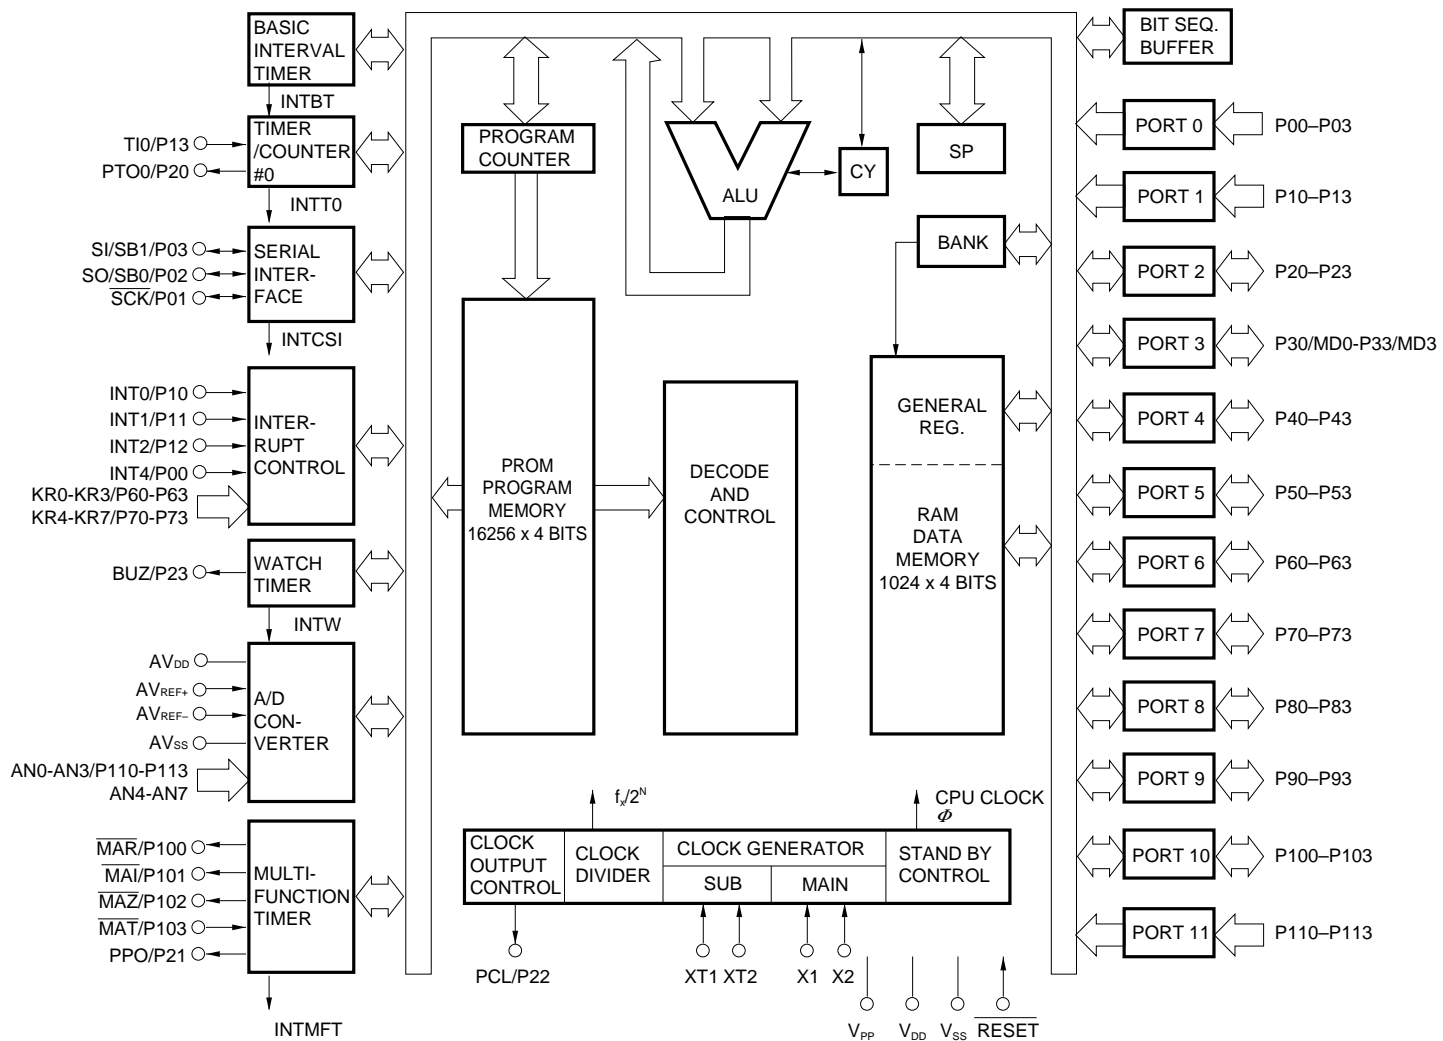 BASIC
INTERVAL
TIMER
INTBT
TI0/P13
PTO0/P20
TIMER
/COUNTER
#0
INTT0
SI/SB1/P03
SO/SB0/P02
SCK/P01
SERIAL
INTER-
FACE
INTCSI
INT0/P10
INT1/P11
INT2/P12
INT4/P00
KR0-KR3/P60-P63
KR4-KR7/P70-P73
INTER-
RUPT
CONTROL
BUZ/P23
WATCH
TIMER
INTW
AVDD
AVREF+
AVREF–
AVSS
AN0-AN3/P110-P113
AN4-AN7
A/D
CON-
VERTER
MAR/P100
MAI/P101
MAZ/P102
MAT/P103
PPO/P21
MULTI-
FUNCTION
TIMER
INTMFT
PROGRAM
COUNTER
ALU
CY
SP
BANK
PROM
PROGRAM
MEMORY
16256 x 4 BITS
DECODE
AND
CONTROL
GENERAL
REG.
RAM
DATA
MEMORY
1024 x 4 BITS
fx/2N
CPU CLOCK
Φ
CLOCK
OUTPUT
CONTROL
CLOCK
DIVIDER
CLOCK GENERATOR
SUB
MAIN
STAND BY
CONTROL
PCL/P22
XT1
XT2
X1
X2
VPP
VDD
VSS
RESET
BIT SEQ.
BUFFER
PORT 0
P00–P03
PORT 1
P10–P13
PORT 2
P20–P23
PORT 3
P30/MD0-P33/MD3
PORT 4
P40–P43
PORT 5
P50–P53
PORT 6
P60–P63
PORT 7
P70–P73
PORT 8
P80–P83
PORT 9
P90–P93
PORT 10
P100–P103
PORT 11
P110–P113